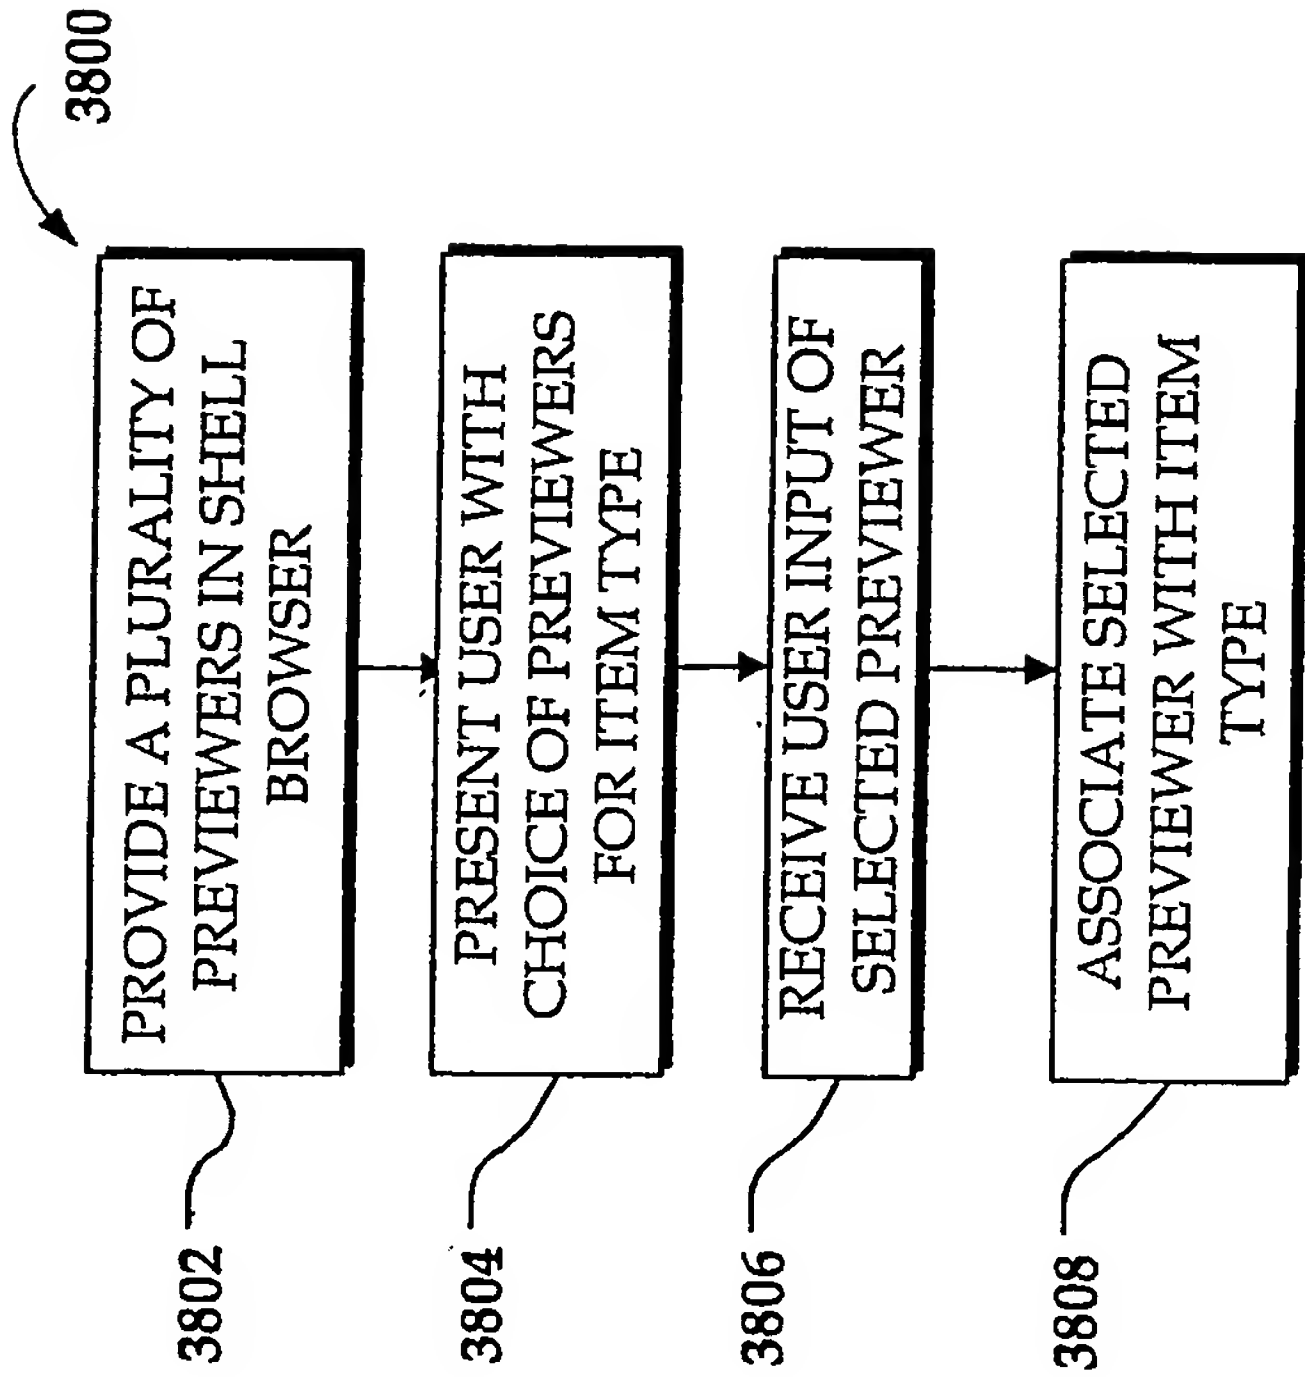 3800
PROVIDE A PLURALITY OF
PREVIEWERS IN SHELL
BROWSER
3802
PRESENT USER WITH
CHOICE OF PREVIEWERS
FOR ITEM TYPE
3804
RECEIVE USER INPUT OF
SELECTED PREVIEWER
3806
ASSOCIATE SELECTED
PREVIEWER WITH ITEM
TYPE
3808